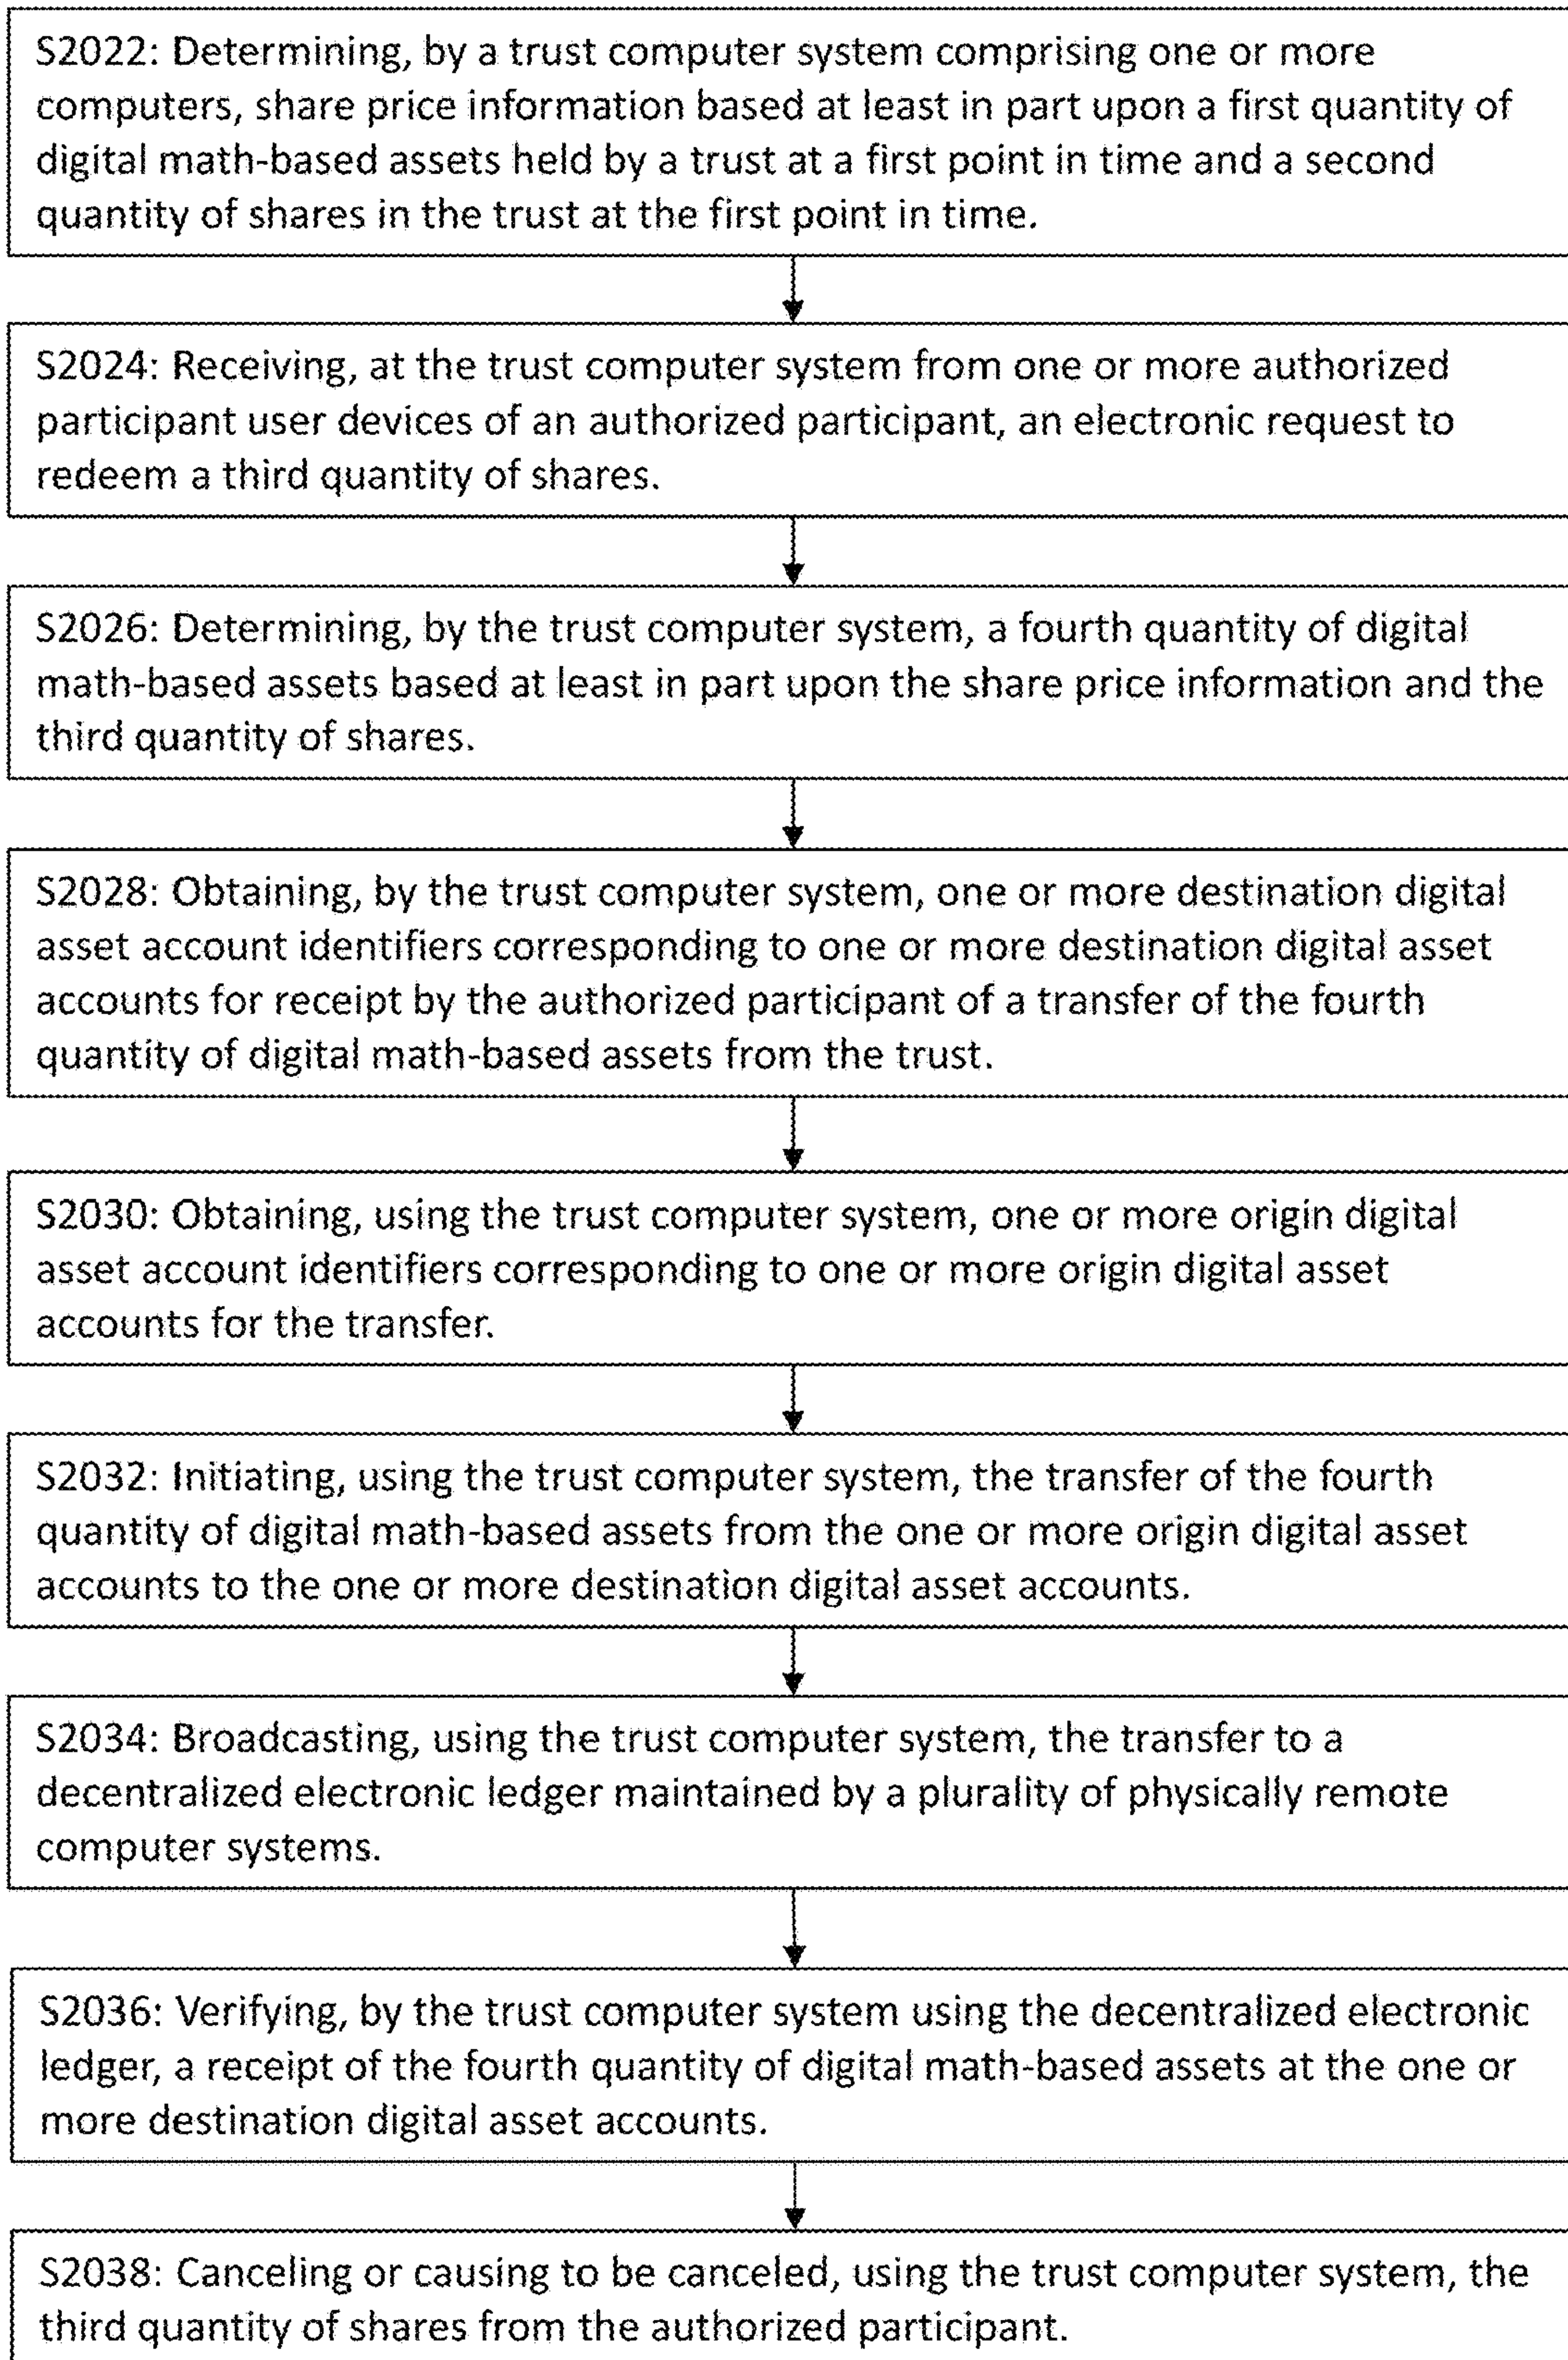 S2022: Determining, by a trust computer system comprising one or more
computers, share price information based at least in part upon a first quantity of
digital math-based assets held by a trust at a first point in time and a second
quantity of shares in the trust at the first point in time.
S2024: Receiving, at the trust computer system from one or more authorized
participant user devices of an authorized participant, an electronic request to
redeem a third quantity of shares.
S2026: Determining, by the trust computer system, a fourth quantity of digital
math-based assets based at least in part upon the share price information and the
third quantity of shares.
S2028: Obtaining, by the trust computer system, one or more destination digital
asset account identifiers corresponding to one or more destination digital asset
accounts for receipt by the authorized participant of a transfer of the fourth
quantity of digital math-based assets from the trust.
S2030: Obtaining, using the trust computer system, one or more origin digital
asset account identifiers corresponding to one or more origin digital asset
accounts for the transfer.
S2032: Initiating, using the trust computer system, the transfer of the fourth
quantity of digital math-based assets from the one or more origin digital asset
accounts to the one or more destination digital asset accounts.
S2034: Broadcasting, using the trust computer system, the transfer to a
decentralized electronic ledger maintained by a plurality of physically remote
computer systems.
S2036: Verifying, by the trust computer system using the decentralized electronic
ledger, a receipt of the fourth quantity of digital math-based assets at the one or
more destination digital asset accounts.
S2038: Canceling or causing to be canceled, using the trust computer system, the
third quantity of shares from the authorized participant.